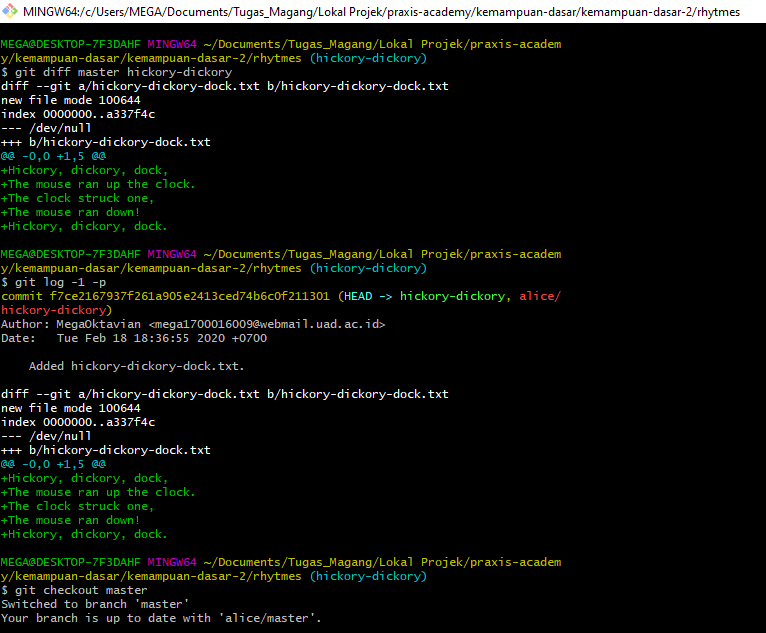 MINGW64:/c/Users/MEGA/Documents/Tugas_Magang/Lokal Projek/praxis-academy/kemampuan-dasar/kemampuan-dasar-2/rhytmes
MEGA@DESKTOP-7F3DAHF MINGW64 ~/Documents/Tugas_Magang/Lokal Projek/praxis-academ
y/kemampuan-dasar/kemampuan-dasar-2/rhytmes (hickory-dickory)
$ git diff master hickory-dickory
diff --git a/hickory-dickory-dock.txt b/hickory-dickory-dock.txt
new file mode 100644
index 0000000..a337f4c
--- /dev/null
+++ b/hickory-dickory-dock.txt
@@ -0,0 +1,5 @@
+Hickory, dickory, dock,
+The mouse ran up the clock.
+The clock struck one,
+The mouse ran down!
+Hickory, dickory, dock.
MEGA@DESKTOP-7F3DAHF MINGW64 ~/Documents/Tugas_Magang/Lokal Projek/praxis-academ
y/kemampuan-dasar/kemampuan-dasar-2/rhytmes (hickory-dickory)
$ git log -1 -p
commit f7ce2167937f261a905e2413ced74b6c0f211301 (HEAD -> hickory-dickory, alice/
hickory-dickory)
Author: MegaOktavian <mega1700016009@webmail.uad.ac.id>
Date:   Tue Feb 18 18:36:55 2020 +0700
    Added hickory-dickory-dock.txt.
diff --git a/hickory-dickory-dock.txt b/hickory-dickory-dock.txt
new file mode 100644
index 0000000..a337f4c
--- /dev/null
+++ b/hickory-dickory-dock.txt
@@ -0,0 +1,5 @@
+Hickory, dickory, dock,
+The mouse ran up the clock.
+The clock struck one,
+The mouse ran down!
+Hickory, dickory, dock.
MEGA@DESKTOP-7F3DAHF MINGW64 ~/Documents/Tugas_Magang/Lokal Projek/praxis-academ
y/kemampuan-dasar/kemampuan-dasar-2/rhytmes (hickory-dickory)
$ git checkout master
Switched to branch 'master'
Your branch is up to date with 'alice/master'.